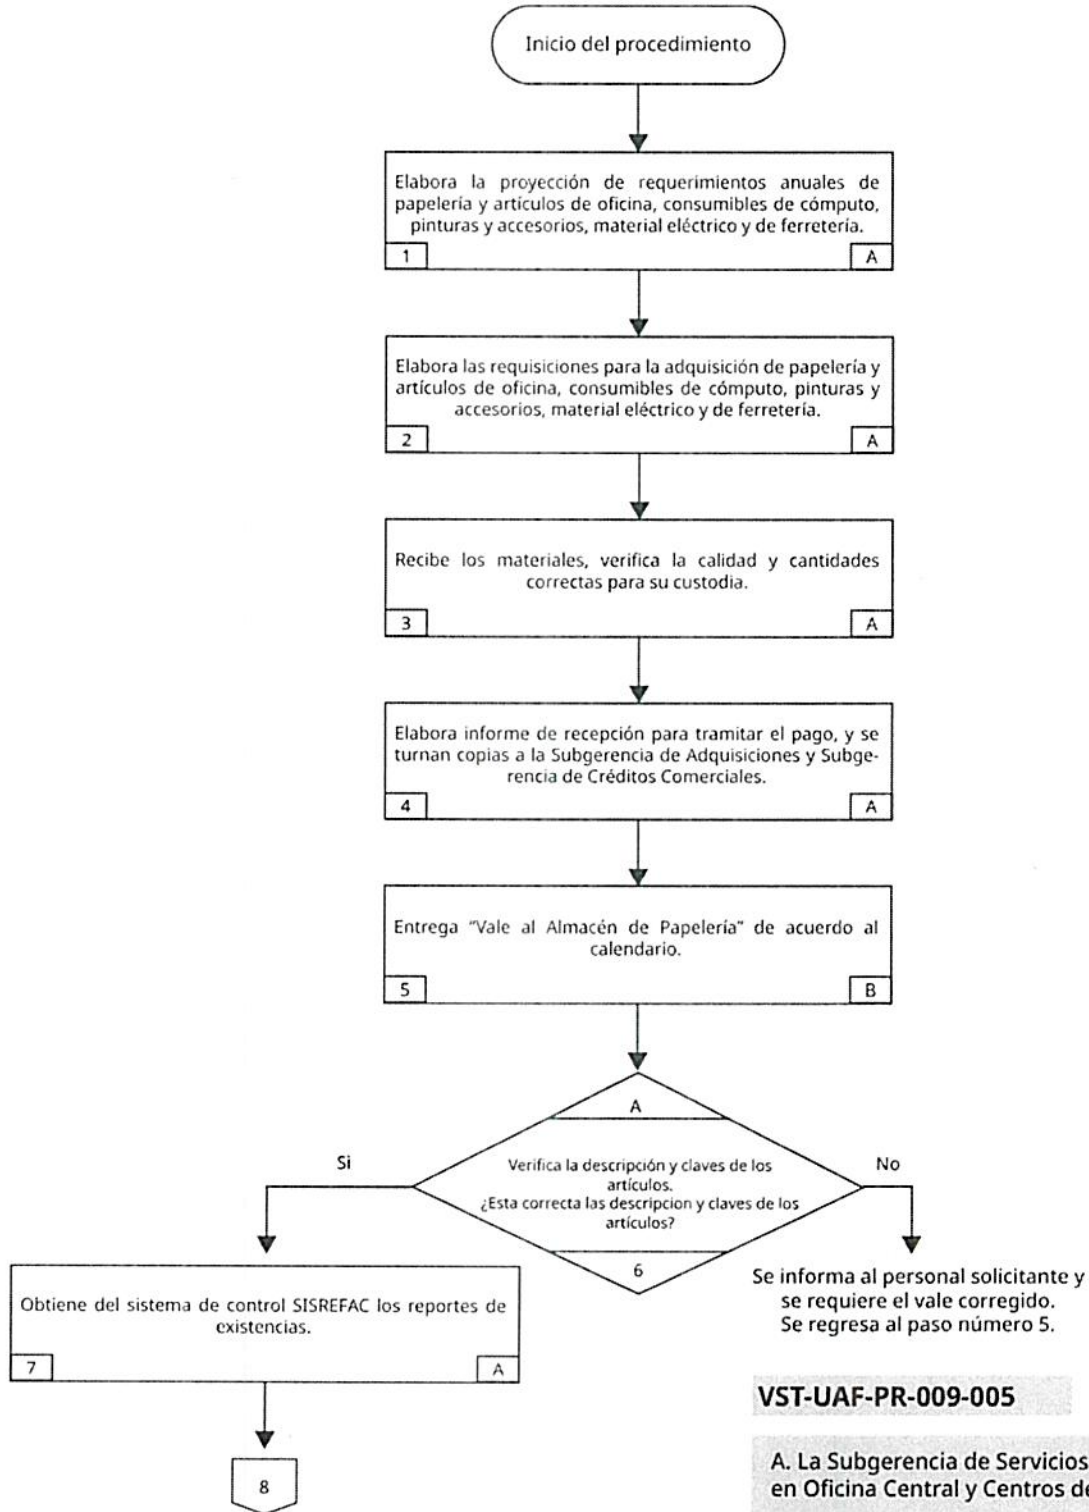 Inicio del procedimiento
Elabora la proyección de requerimientos anuales de
papelería y artículos de oficina, consumibles de cómputo,
pinturas y accesorios, material eléctrico y de ferretería.
1
A
Elabora las requisiciones para la adquisición de papelería y
artículos de oficina, consumibles de cómputo, pinturas y
accesorios, material eléctrico y de ferretería.
2
A
Recibe los materiales, verifica la calidad y cantidades
correctas para su custodia.
3
A
Elabora informe de recepción para tramitar el pago, y se
turnan copias a la Subgerencia de Adquisiciones y Subge-
rencia de Créditos Comerciales.
4
A
Entrega "Vale al Almacén de Papelería" de acuerdo al
calendario.
5
B
A
Verifica la descripción y claves de los
artículos.
¿Esta correcta las descripcion y claves de los
artículos?
6
Si
No
Obtiene del sistema de control SISREFAC los reportes de
existencias.
7
A
Se informa al personal solicitante y
se requiere el vale corregido.
Se regresa al paso número 5.
8
VST-UAF-PR-009-005
A. La Subgerencia de Servicios
en Oficina Central y Centros de